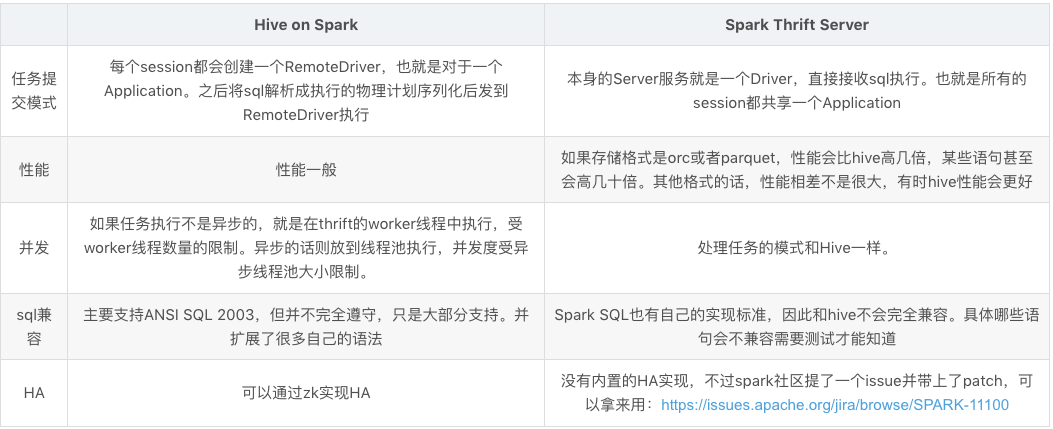 Hive on Spark
Spark Thrift Server
任务提
交模式
每个session都会创建一个RemoteDriver，也就是对于一个
Application。之后将sql解析成执行的物理计划序列化后发到
RemoteDriver执行
本身的Server服务就是一个Driver，直接接收sql执行。也就是所有的
session都共享一个Application
性能
性能一般
如果存储格式是orc或者parquet，性能会比hive高几倍，某些语句甚至
会高几十倍。其他格式的话，性能相差不是很大，有时hive性能会更好
并发
如果任务执行不是异步的，就是在thrift的worker线程中执行，受
worker线程数量的限制。异步的话则放到线程池执行，并发度受异
步线程池大小限制。
处理任务的模式和Hive一样。
sql兼
容
主要支持ANSI SQL 2003，但并不完全遵守，只是大部分支持。并
扩展了很多自己的语法
Spark SQL也有自己的实现标准，因此和hive不会完全兼容。具体哪些语
句会不兼容需要测试才能知道
HA
可以通过zk实现HA
没有内置的HA实现，不过spark社区提了一个issue并带上了patch，可
以拿来用：https://issues.apache.org/jira/browse/SPARK-11100